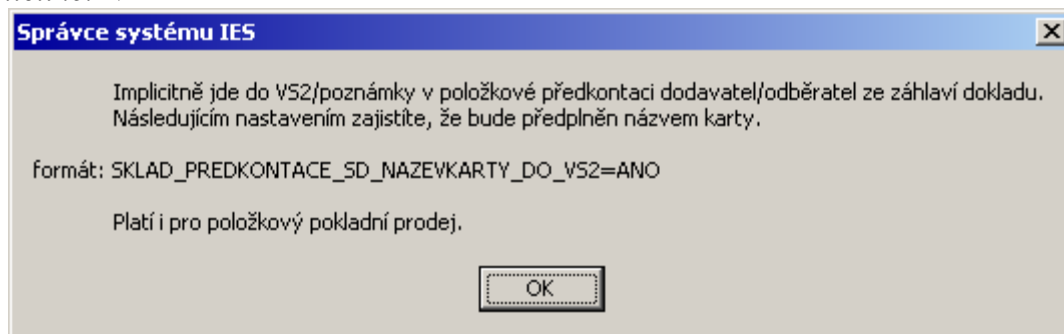 Správce systému IES
Implicitně jde do VS2/poznámky v položkové předkontaci dodavatel/odběratel ze záhlaví dokladu.
Následujícím nastavením zajistíte, že bude předplněn názvem karty.
formát: SKLAD_PREDKONTACE_SD_NAZEVKARTY_DO_VS2=ANO
Platí i pro položkový pokladní prodej.
OK